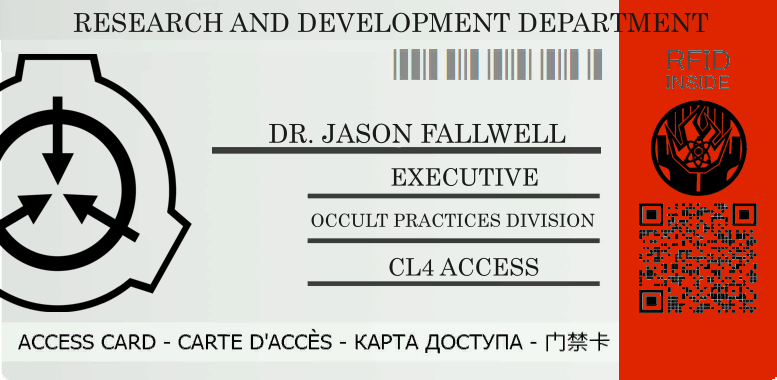 RESEARCH AND DEVELOPMENT DEPARTMENT
RFID
INSIDE
DR. JASON FALLWELL
EXECUTIVE
OCCULT PRACTICES DIVISION
CL4 ACCESS
ACCESS CARD - CARTE D'ACCÈS - КАРТА ДОСТУПА - 门禁卡